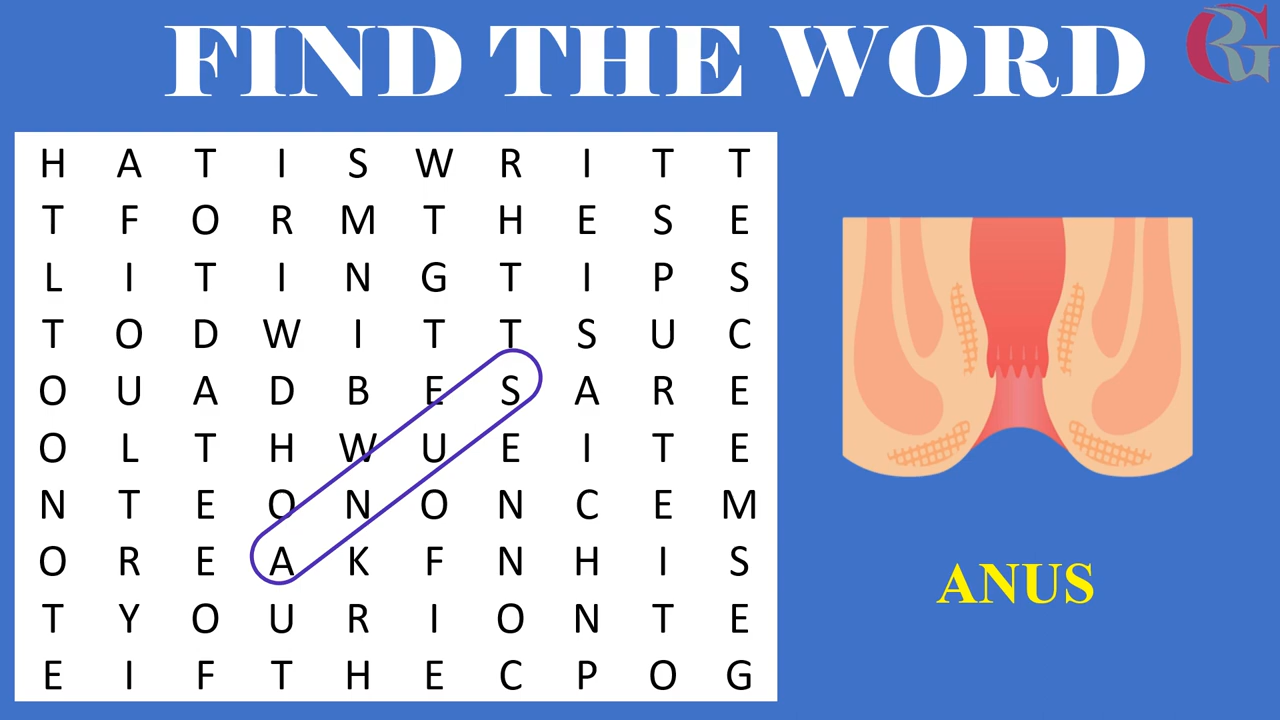 FIND THE WORD
H A T I S W R I T T
T F O R M T H E S E
L I T I N G T I P S
T O D W I T T S U C
O U A D B E S A R E
O L T H W U E I T E
N T E O N O N C E M
O R E A K F N H I S
T Y O U R I O N T E
E I F T H E C P O G
ANUS